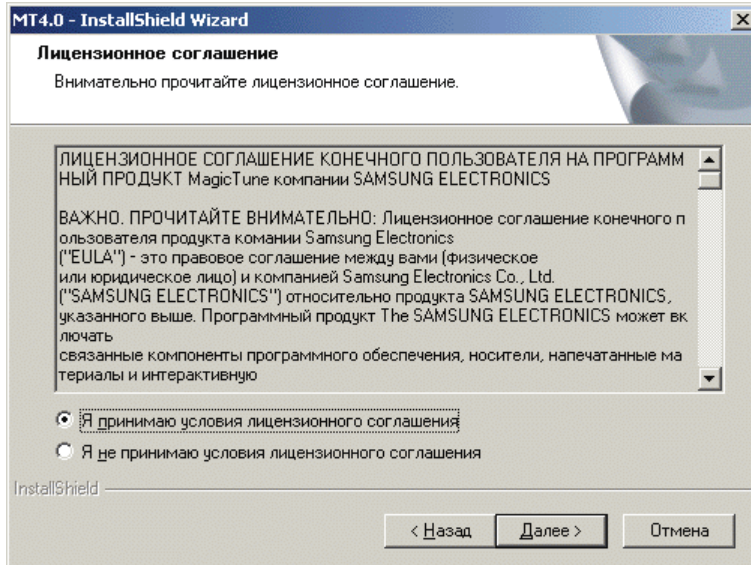 MT4.0 - InstallShield Wizard
Лицензионное соглашение
Внимательно прочитайте лицензионное соглашение.
ЛИЦЕНЗИОННОЕ СОГЛАШЕНИЕ КОНЕЧНОГО ПОЛЬЗОВАТЕЛЯ НА ПРОГРАММ
НЫЙ ПРОДУКТ MagicTune компании SAMSUNG ELECTRONICS
ВАЖНО. ПРОЧИТАЙТЕ ВНИМАТЕЛЬНО: Лицензионное соглашение конечного п
ользователя продукта комании Samsung Electronics
("EULA") - это правовое соглашение между вами (физическое
или юридическое лицо) и компанией Samsung Electronics Co., Ltd.
("SAMSUNG ELECTRONICS") относительно продукта SAMSUNG ELECTRONICS,
указанного выше. Программный продукт The SAMSUNG ELECTRONICS может вк
лючать
связанные компоненты программного обеспечения, носители, напечатанные ма
териалы и интерактивную
Я принимаю условия лицензионного соглашения
Я не принимаю условия лицензионного соглашения
InstallShield
< Назад Далее > Отмена